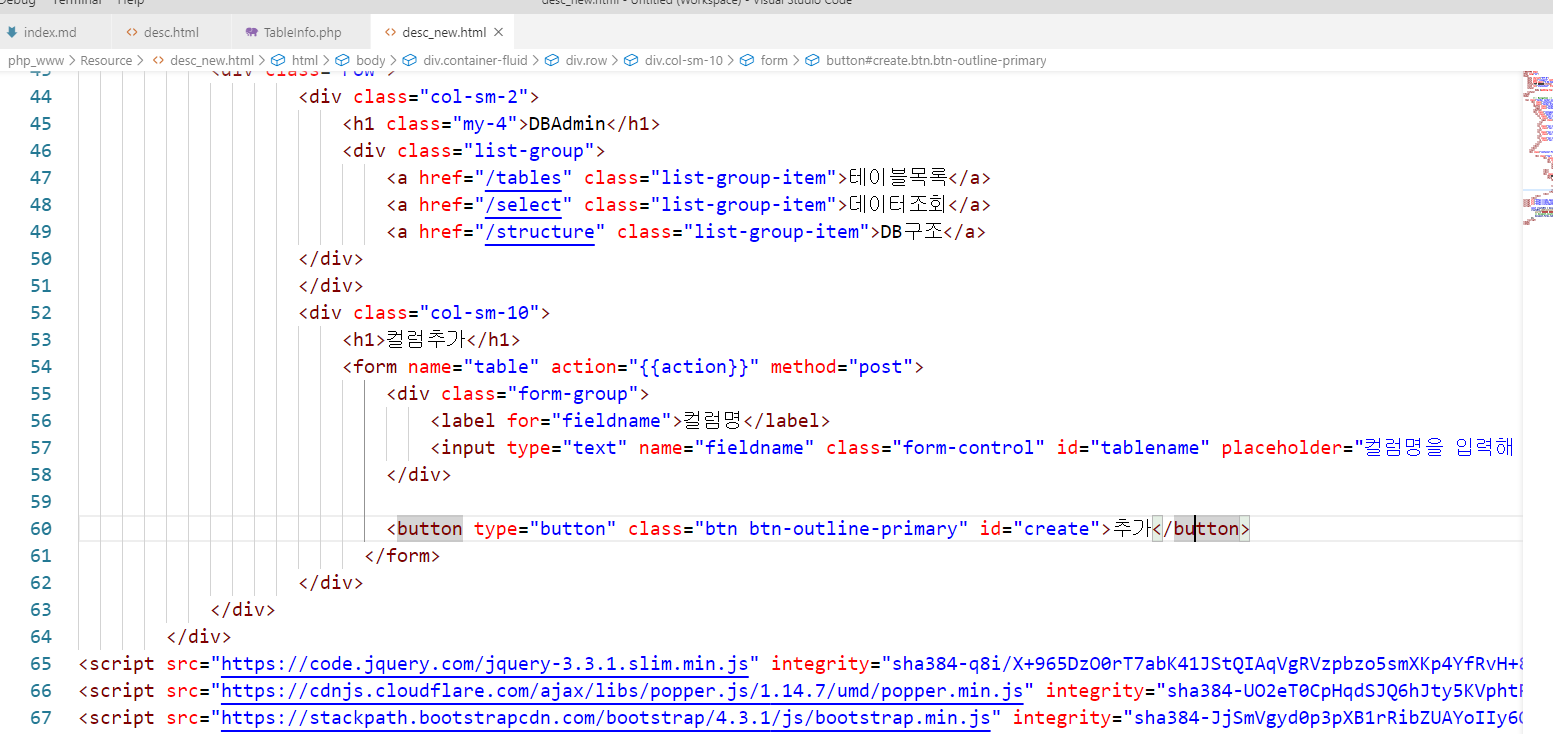 Debug Terminal Help desc_new.html - Untitled (Workspace) - Visual Studio Code
index.md desc.html TableInfo.php desc_new.html
php_www > Resource > desc_new.html > html > body > div.container-fluid > div.row > div.col-sm-10 > form > button#create.btn.btn-outline-primary
43 <div class="row">
44 <div class="col-sm-2">
45 <h1 class="my-4">DBAdmin</h1>
46 <div class="list-group">
47 <a href="/tables" class="list-group-item">테이블목록</a>
48 <a href="/select" class="list-group-item">데이터조회</a>
49 <a href="/structure" class="list-group-item">DB구조</a>
50 </div>
51 </div>
52 <div class="col-sm-10">
53 <h1>컬럼추가</h1>
54 <form name="table" action="{{action}}" method="post">
55 <div class="form-group">
56 <label for="fieldname">컬럼명</label>
57 <input type="text" name="fieldname" class="form-control" id="tablename" placeholder="컬럼명을 입력해
58 </div>
59
60 <button type="button" class="btn btn-outline-primary" id="create">추가</button>
61 </form>
62 </div>
63 </div>
64 </div>
65 <script src="https://code.jquery.com/jquery-3.3.1.slim.min.js" integrity="sha384-q8i/X+965DzO0rT7abK41JStQIAqVgRVzpbzo5smXKp4YfRvH+8
66 <script src="https://cdnjs.cloudflare.com/ajax/libs/popper.js/1.14.7/umd/popper.min.js" integrity="sha384-UO2eT0CpHqdSJQ6hJty5KVphtP
67 <script src="https://stackpath.bootstrapcdn.com/bootstrap/4.3.1/js/bootstrap.min.js" integrity="sha384-JjSmVgyd0p3pXB1rRibZUAYoIIy6O